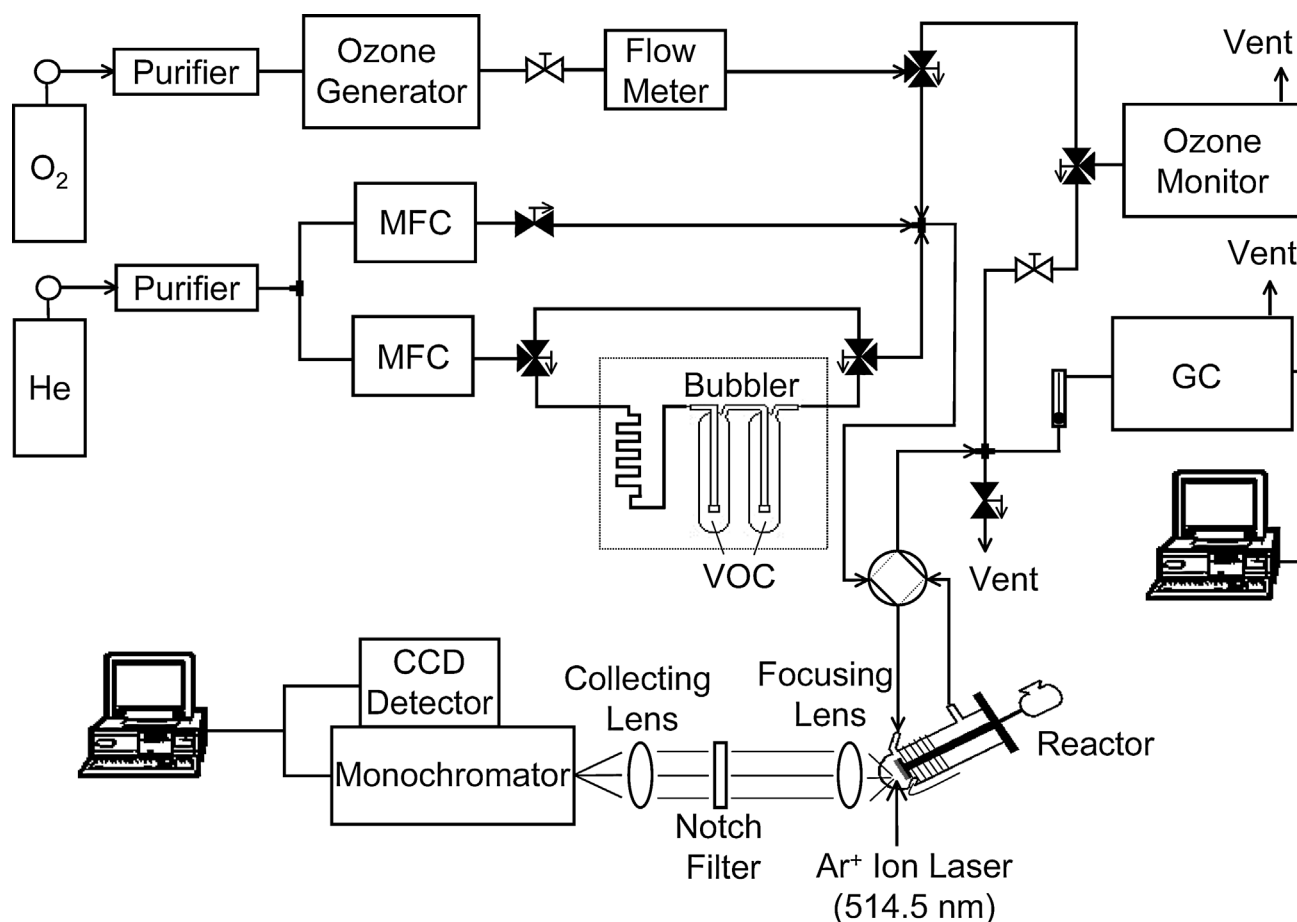 Purifier
Ozone
Generator
Flow
Meter
Vent
O₂
Ozone
Monitor
MFC
Purifier
MFC
He
Bubbler
VOC
Vent
GC
Vent
CCD
Detector
Monochromator
Collecting
Lens
Notch
Filter
Focusing
Lens
Reactor
Ar⁺ Ion Laser
(514.5 nm)